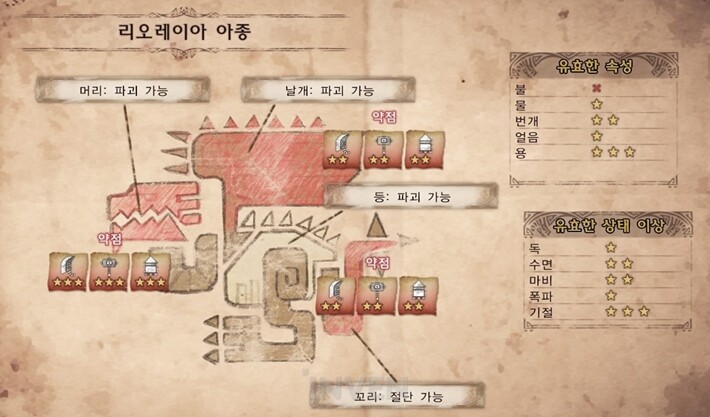 리오레이아 아종
머리: 파괴 가능
날개: 파괴 가능
약점
등: 파괴 가능
약점
약점
꼬리: 절단 가능
유효한 속성
불
물
번개
얼음
용
유효한 상태 이상
독
수면
마비
폭파
기절
INVEN